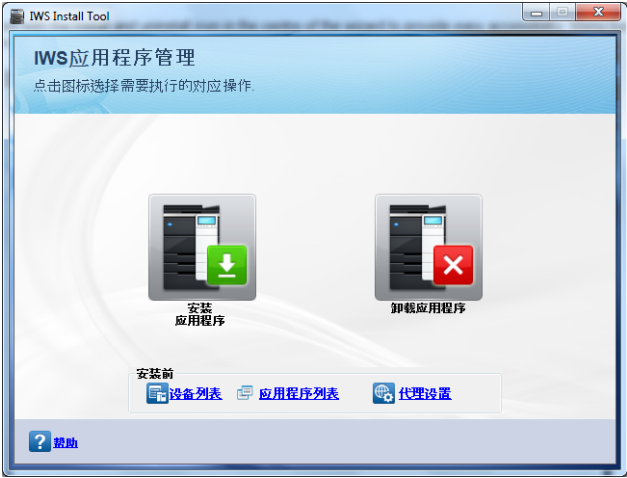 IWS Install Tool
IWS应用程序管理
点击图标选择需要执行的对应操作.
安装
应用程序
卸载应用程序
安装前
设备列表
应用程序列表
代理设置
帮助